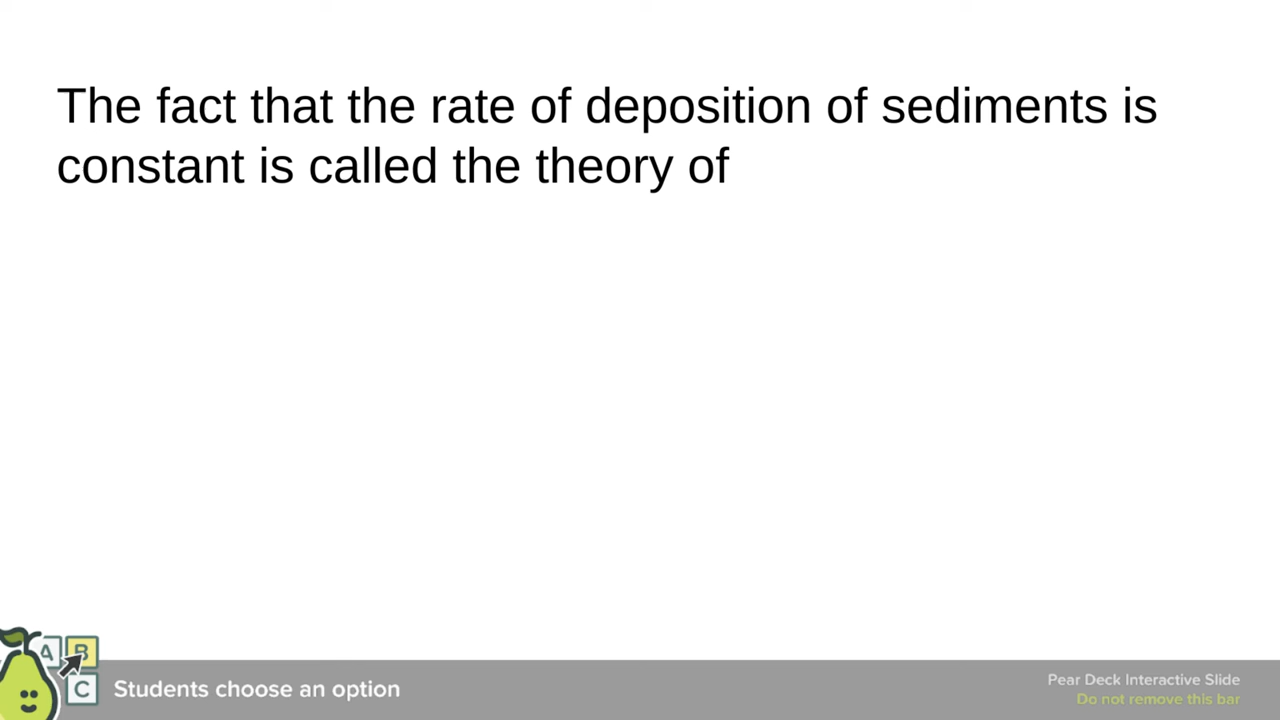 The fact that the rate of deposition of sediments is
constant is called the theory of
A B
C
Students choose an option
Pear Deck Interactive Slide
Do not remove this bar